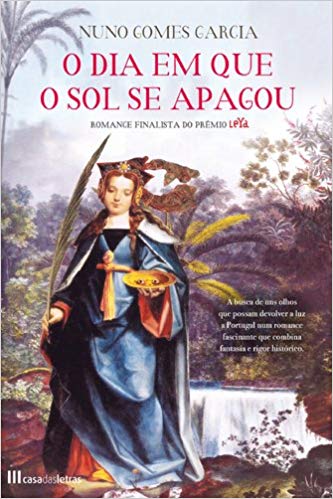 NUNO GOMES GARCIA
O DIA EM QUE
O SOL SE APAGOU
ROMANCE FINALISTA DO PRÉMIO LeYa
A busca de uns olhos
que possam devolver a luz
a Portugal num romance
fascinante que combina
fantasia e rigor histórico.
casadasletras